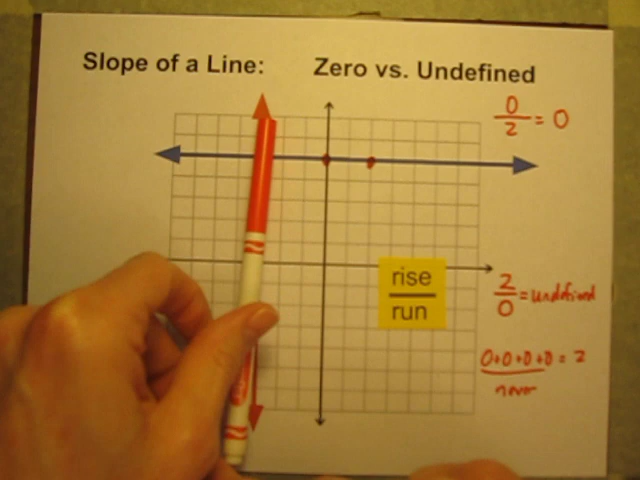 Slope of a Line: Zero vs. Undefined
0/2 = 0
rise
run
2/0 = undefined
0+0+0+0 = 2
never